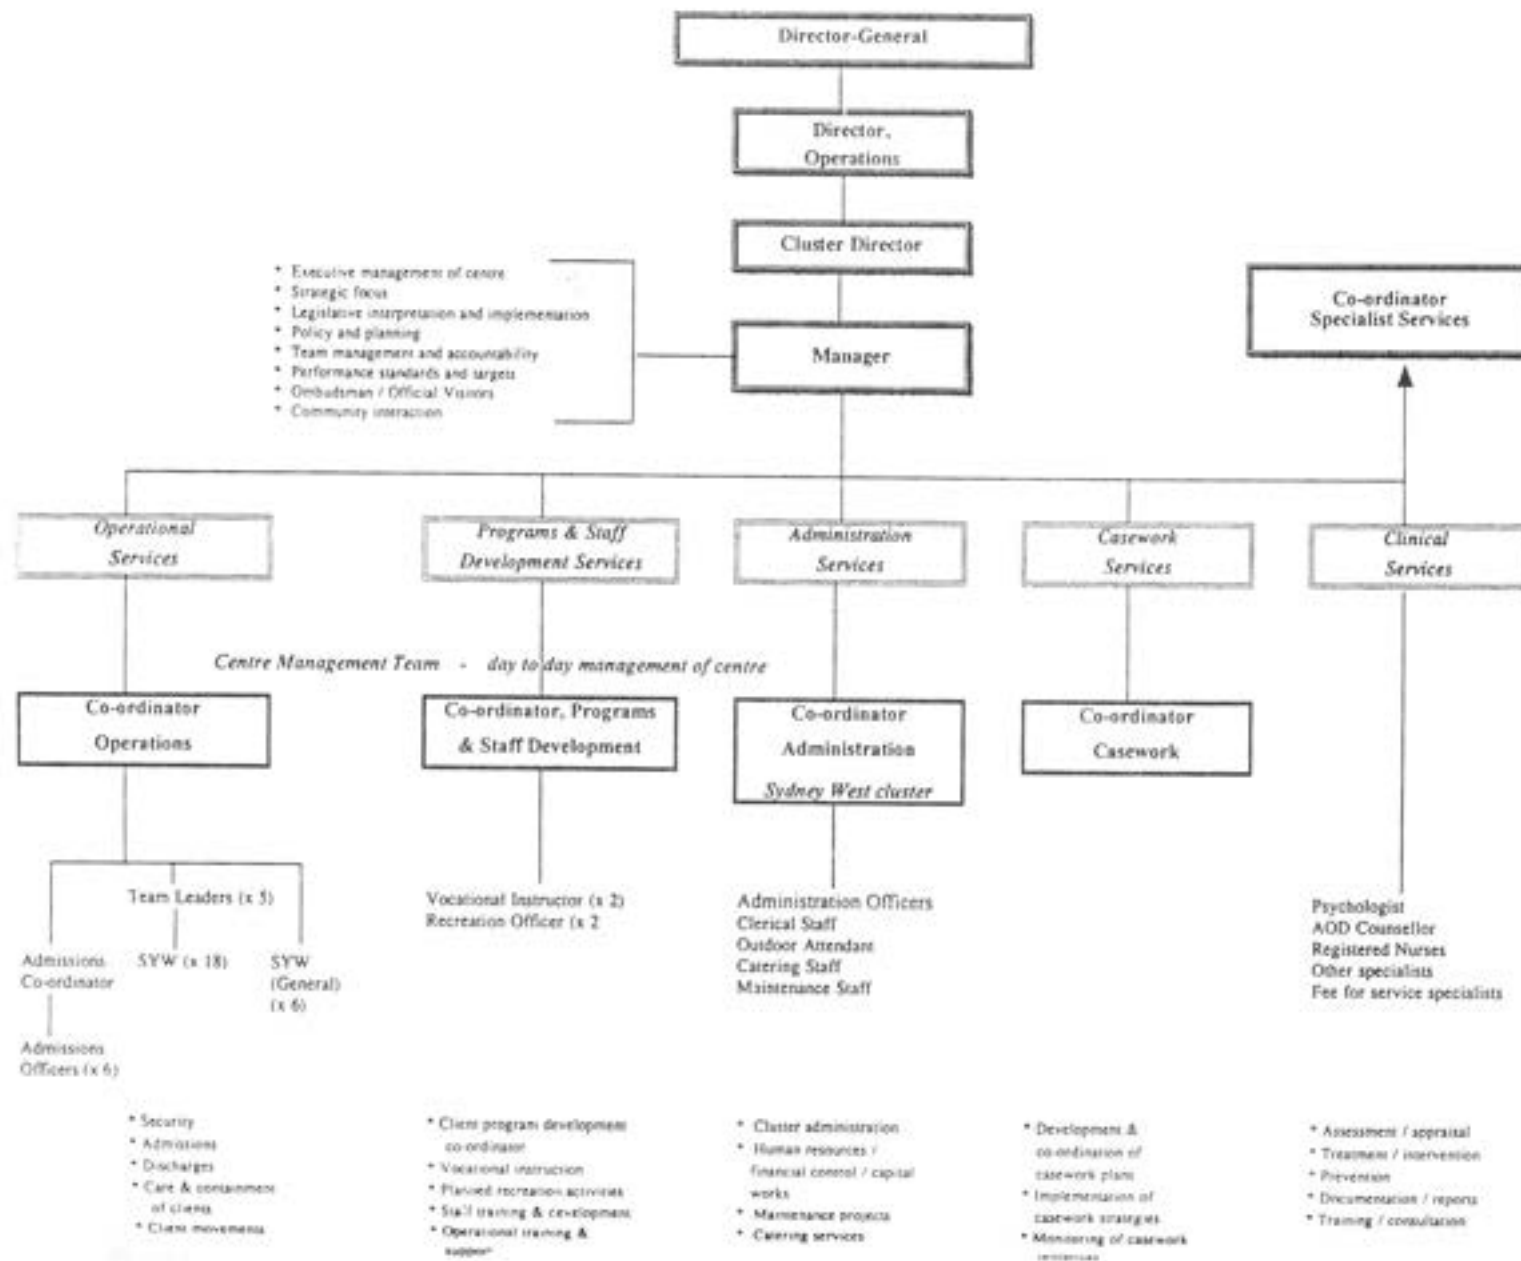 Director-General
Director,
Operations
Cluster Director
Co-ordinator
Specialist Services
Manager
* Executive management of centre
* Strategic focus
* Legislative interpretation and implementation
* Policy and planning
* Team management and accountability
* Performance standards and targets
* Ombudsman / Official Visitors
* Community interaction
Operational
Services
Programs & Staff
Development Services
Administration
Services
Casework
Services
Clinical
Services
Centre Management Team - day to day management of centre
Co-ordinator
Operations
Co-ordinator, Programs
& Staff Development
Co-ordinator
Administration
Sydney West cluster
Co-ordinator
Casework
Team Leaders (x 5)
Admissions
Co-ordinator
SYW (x 18)
SYW
(General)
(x 6)
Admissions
Officers (x 6)
Vocational Instructor (x 2)
Recreation Officer (x 2
Administration Officers
Clerical Staff
Outdoor Attendant
Catering Staff
Maintenance Staff
Psychologist
AOD Counsellor
Registered Nurses
Other specialists
Fee for service specialists
* Security
* Admissions
* Discharges
* Care & containment
of clients
* Client movements
* Client program development
co-ordinator
* Vocational instruction
* Planned recreation activities
* Staff training & development
* Operational training &
support
* Cluster administration
* Human resources /
financial control / capital
works
* Maintenance projects
* Catering services
* Development &
co-ordination of
casework plans
* Implementation of
casework strategies
* Monitoring of casework
* Assessment / appraisal
* Treatment / intervention
* Prevention
* Documentation / reports
* Training / consultation